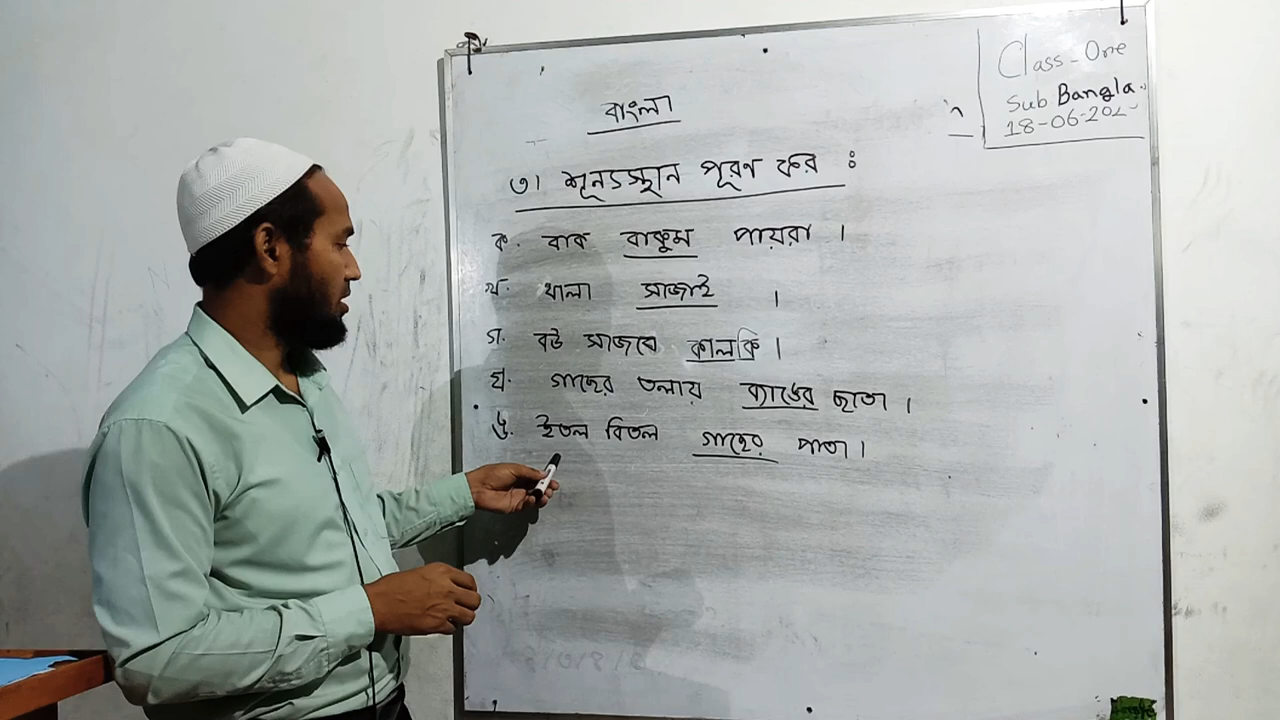 Class-One
Sub Bangla.
18-06-202
বাংলা
৩। শূন্যস্থান পূরণ কর :
ক. বাক বাকুম পায়রা ।
খ. থালা সাজাই ।
গ. বউ সাজবে কালকি ।
ঘ. গাছের তলায় ব্যাঙের ছাতা ।
ঙ. ইতল বিতল গাছের পাতা ।